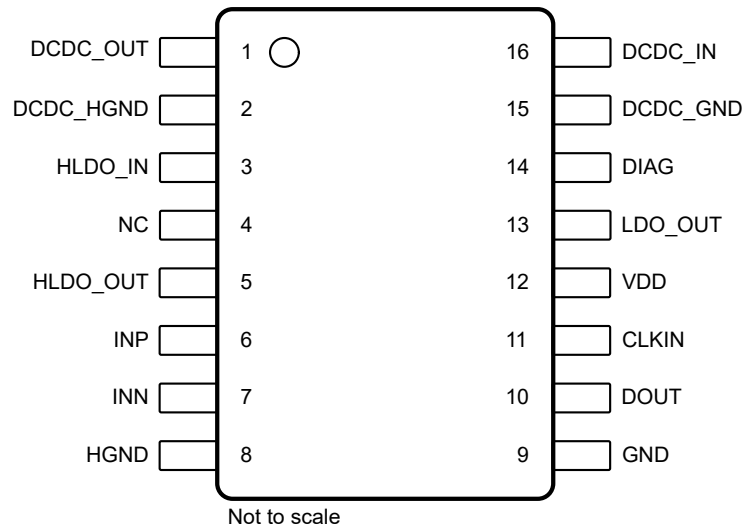 DCDC_OUT 1 16 DCDC_IN
DCDC_HGND 2 15 DCDC_GND
HLDO_IN 3 14 DIAG
NC 4 13 LDO_OUT
HLDO_OUT 5 12 VDD
INP 6 11 CLKIN
INN 7 10 DOUT
HGND 8 9 GND
Not to scale